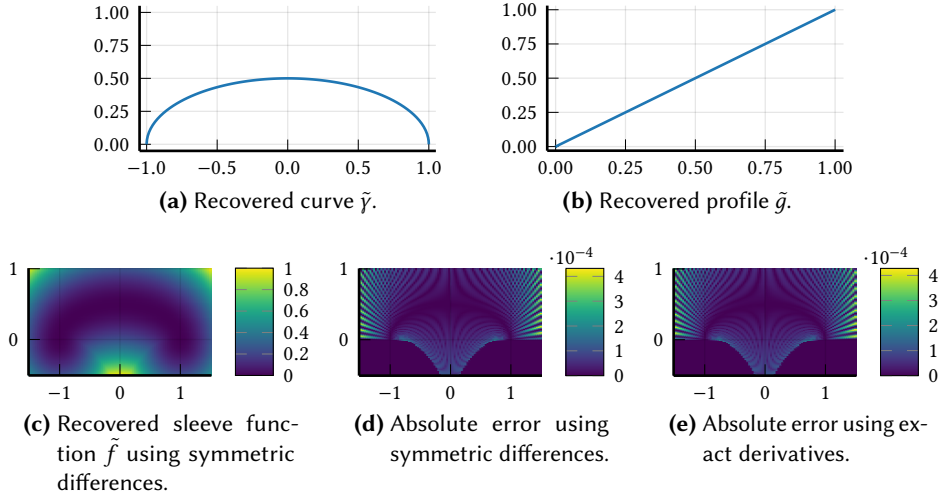 1.00
0.75
0.50
0.25
0.00
−1.0 −0.5 0.0 0.5 1.0
(a) Recovered curve γ̃.
1.00
0.75
0.50
0.25
0.00
0.00 0.25 0.50 0.75 1.00
(b) Recovered profile g̃.
1
0
−1 0 1
1
0.8
0.6
0.4
0.2
0
(c) Recovered sleeve func-
tion f̃ using symmetric
differences.
·10⁻⁴
1
0
−1 0 1
4
3
2
1
0
(d) Absolute error using
symmetric differences.
·10⁻⁴
1
0
−1 0 1
4
3
2
1
0
(e) Absolute error using ex-
act derivatives.